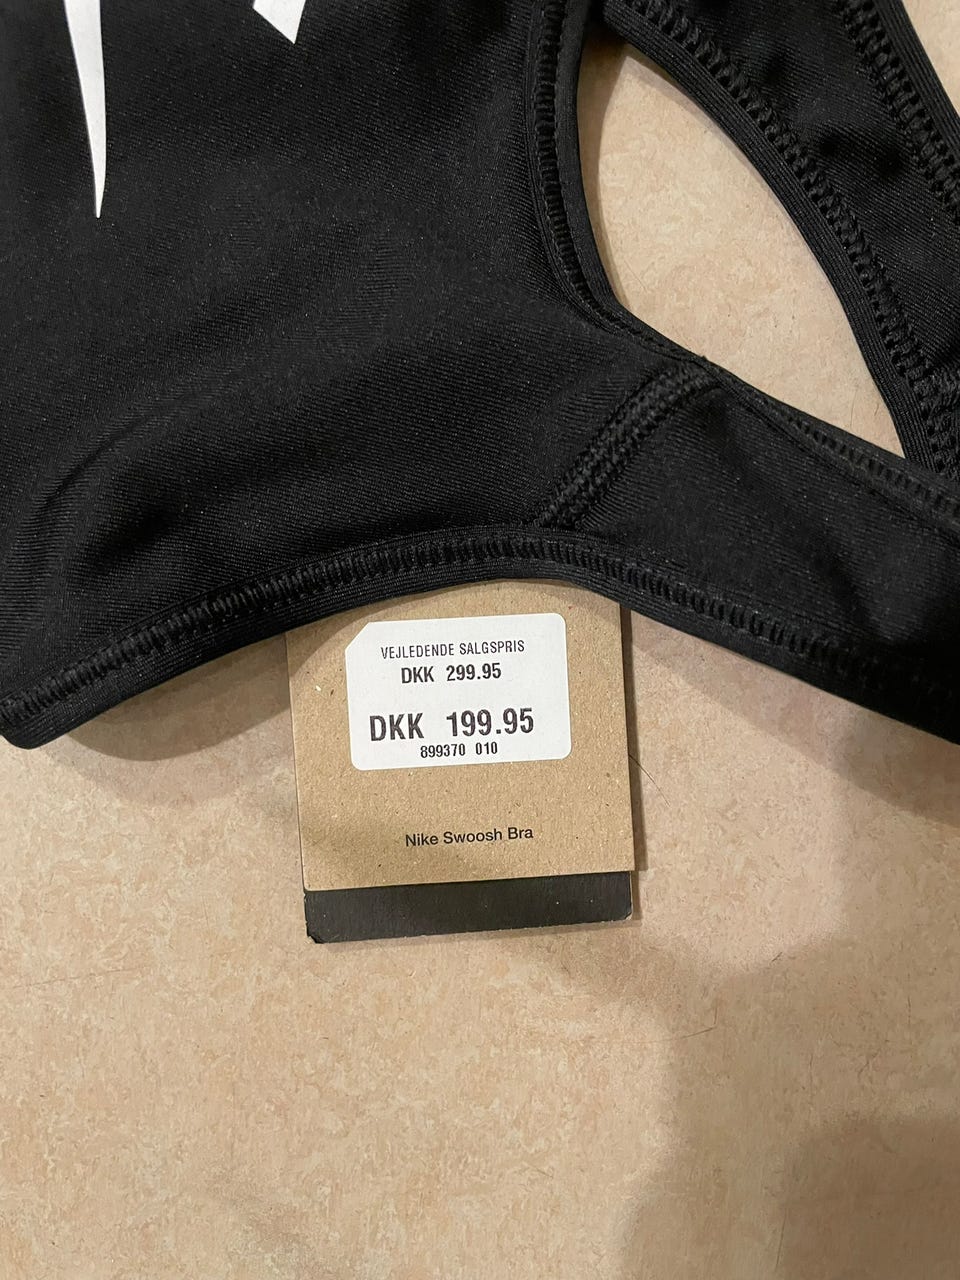 VEJLEDENDE SALGSPRIS
DKK 299.95
DKK 199.95
899370 010
Nike Swoosh Bra